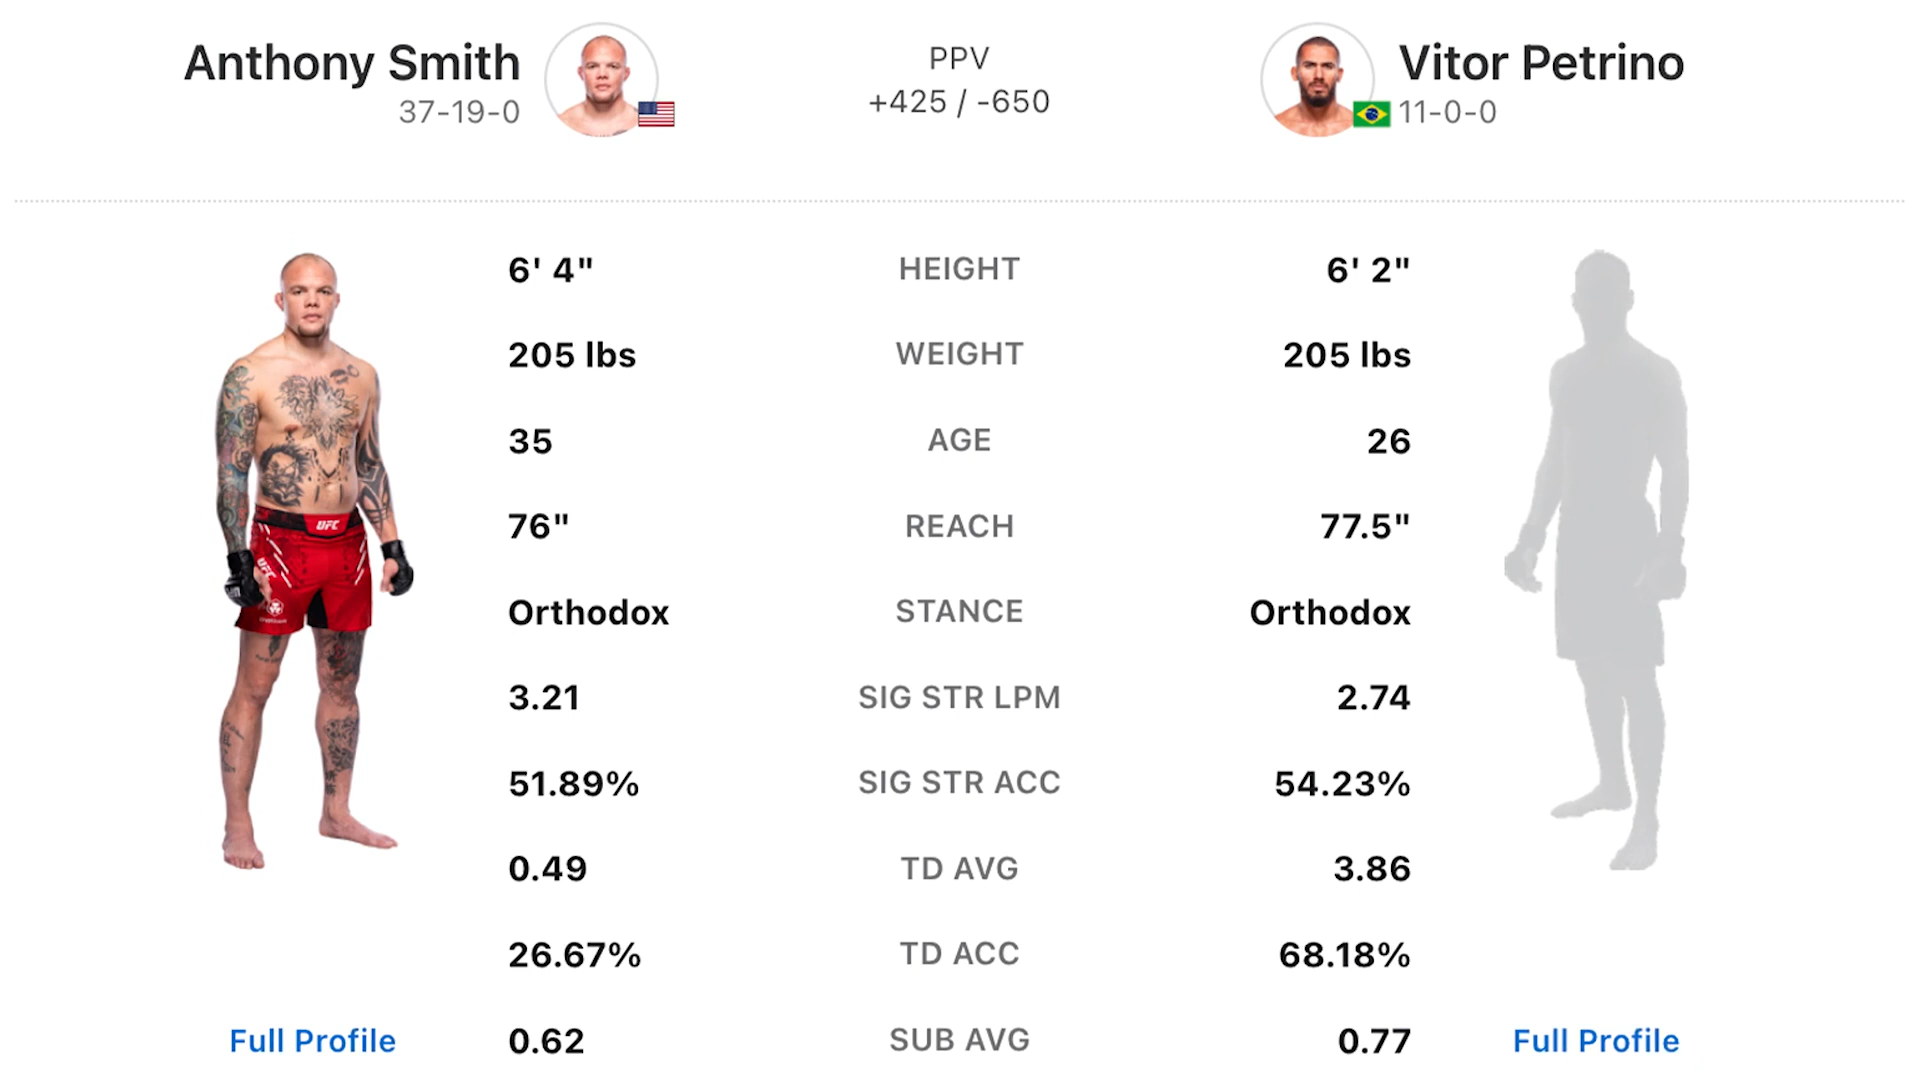 Anthony Smith
37-19-0
PPV
+425 / -650
Vitor Petrino
11-0-0
6' 4" HEIGHT 6' 2"
205 lbs WEIGHT 205 lbs
35 AGE 26
76" REACH 77.5"
Orthodox STANCE Orthodox
3.21 SIG STR LPM 2.74
51.89% SIG STR ACC 54.23%
0.49 TD AVG 3.86
26.67% TD ACC 68.18%
Full Profile 0.62 SUB AVG 0.77 Full Profile
UFC
UFC